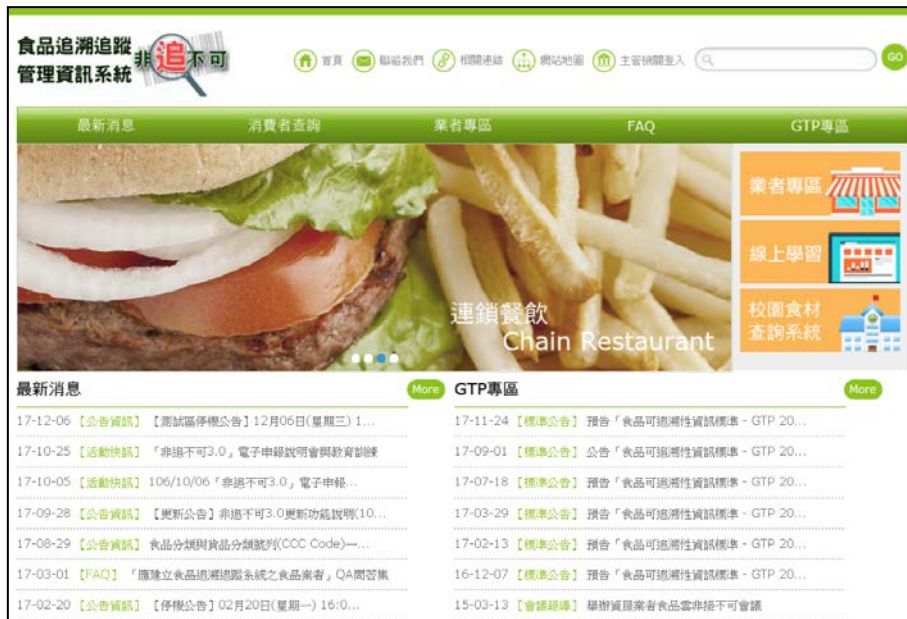 食品追溯追蹤
管理資訊系統
非追不可
首頁 聯絡我們 相關連結 網站地圖 主管機關登入 GO
最新消息 消費者查詢 業者專區 FAQ GTP專區
連鎖餐飲
Chain Restaurant
業者專區
線上學習
校園食材
查詢系統
最新消息 More
17-12-06 【公告資訊】 【測試區停機公告】12月06日(星期三) 1...
17-10-25 【活動快訊】 「非追不可3.0」電子申報說明會與教育訓練
17-10-05 【活動快訊】 106/10/06「非追不可3.0」電子申報...
17-09-28 【公告資訊】 【更新公告】非追不可3.0更新功能說明(10...
17-08-29 【公告資訊】 食品分類與貨品分類號列(CCC Code)一...
17-03-01 【FAQ】 「應建立食品追溯追蹤系統之食品業者」QA問答集
17-02-20 【公告資訊】 【停機公告】02月20日(星期一) 16:0...
GTP專區 More
17-11-24 【標準公告】 預告「食品可追溯性資訊標準 - GTP 20...
17-09-01 【標準公告】 公告「食品可追溯性資訊標準 - GTP 20...
17-07-18 【標準公告】 預告「食品可追溯性資訊標準 - GTP 20...
17-03-29 【標準公告】 預告「食品可追溯性資訊標準 - GTP 20...
17-02-13 【標準公告】 預告「食品可追溯性資訊標準 - GTP 20...
16-12-07 【標準公告】 預告「食品可追溯性資訊標準 - GTP 20...
15-03-13 【會議報導】 舉辦資服業者食品雲非接不可會議